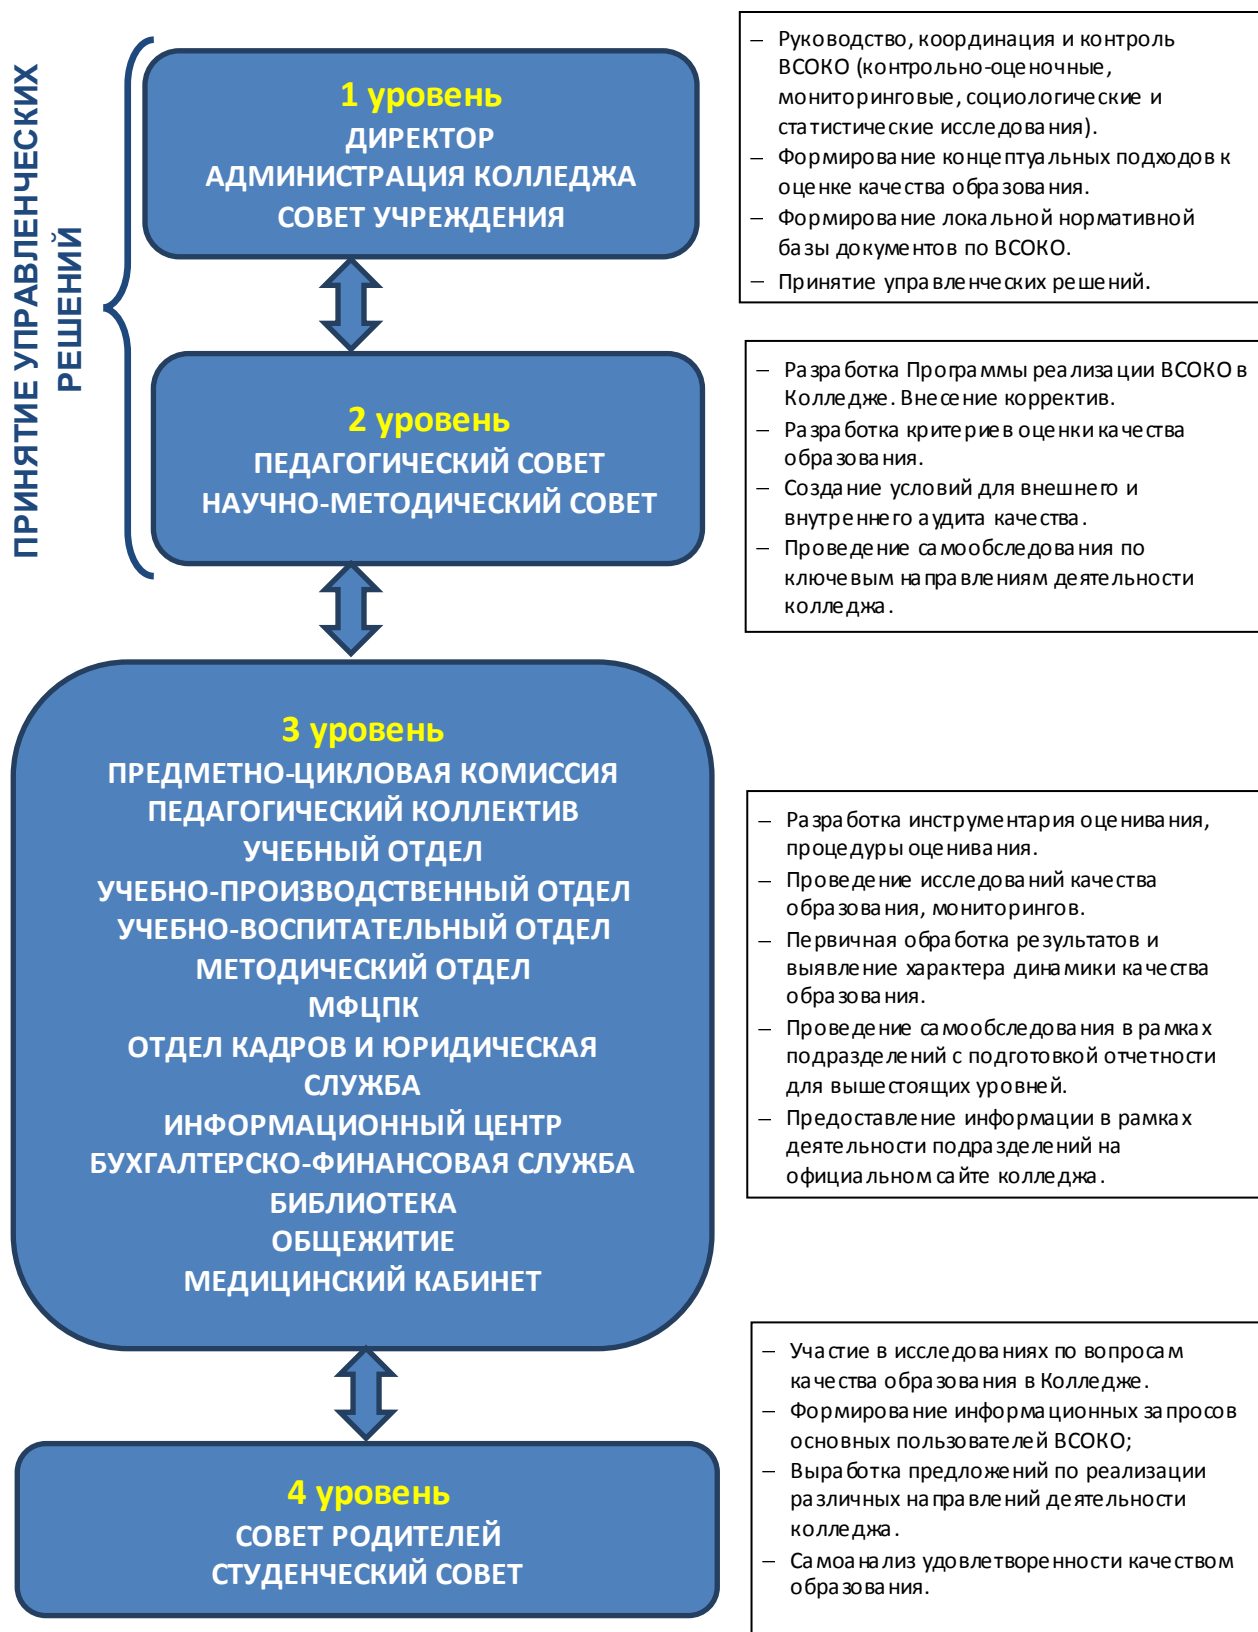 ПРИНЯТИЕ УПРАВЛЕНЧЕСКИХ
РЕШЕНИЙ
1 уровень
ДИРЕКТОР
АДМИНИСТРАЦИЯ КОЛЛЕДЖА
СОВЕТ УЧРЕЖДЕНИЯ
– Руководство, координация и контроль
ВСОКО (контрольно-оценочные,
мониторинговые, социологические и
статистические исследования).
– Формирование концептуальных подходов к
оценке качества образования.
– Формирование локальной нормативной
базы документов по ВСОКО.
– Принятие управленческих решений.
2 уровень
ПЕДАГОГИЧЕСКИЙ СОВЕТ
НАУЧНО-МЕТОДИЧЕСКИЙ СОВЕТ
– Разработка Программы реализации ВСОКО в
Колледже. Внесение корректив.
– Разработка критериев оценки качества
образования.
– Создание условий для внешнего и
внутреннего аудита качества.
– Проведение самообследования по
ключевым направлениям деятельности
колледжа.
3 уровень
ПРЕДМЕТНО-ЦИКЛОВАЯ КОМИССИЯ
ПЕДАГОГИЧЕСКИЙ КОЛЛЕКТИВ
УЧЕБНЫЙ ОТДЕЛ
УЧЕБНО-ПРОИЗВОДСТВЕННЫЙ ОТДЕЛ
УЧЕБНО-ВОСПИТАТЕЛЬНЫЙ ОТДЕЛ
МЕТОДИЧЕСКИЙ ОТДЕЛ
МФЦПК
ОТДЕЛ КАДРОВ И ЮРИДИЧЕСКАЯ
СЛУЖБА
ИНФОРМАЦИОННЫЙ ЦЕНТР
БУХГАЛТЕРСКО-ФИНАНСОВАЯ СЛУЖБА
БИБЛИОТЕКА
ОБЩЕЖИТИЕ
МЕДИЦИНСКИЙ КАБИНЕТ
– Разработка инструментария оценивания,
процедуры оценивания.
– Проведение исследований качества
образования, мониторингов.
– Первичная обработка результатов и
выявление характера динамики качества
образования.
– Проведение самообследования в рамках
подразделений с подготовкой отчетности
для вышестоящих уровней.
– Предоставление информации в рамках
деятельности подразделений на
официальном сайте колледжа.
4 уровень
СОВЕТ РОДИТЕЛЕЙ
СТУДЕНЧЕСКИЙ СОВЕТ
– Участие в исследованиях по вопросам
качества образования в Колледже.
– Формирование информационных запросов
основных пользователей ВСОКО;
– Выработка предложений по реализации
различных направлений деятельности
колледжа.
– Самоанализ удовлетворенности качеством
образования.